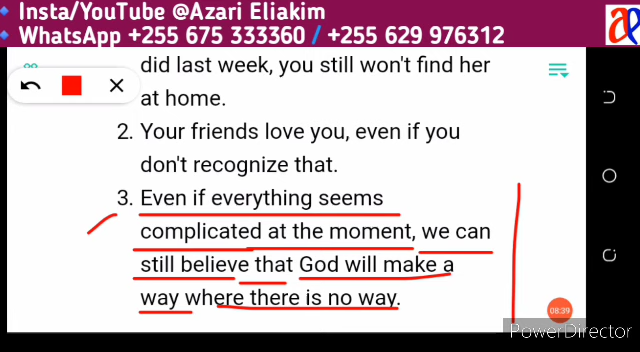 Insta/YouTube @Azari Eliakim
WhatsApp +255 675 333360 / +255 629 976312
did last week, you still won't find her
at home.
2. Your friends love you, even if you
don't recognize that.
3. Even if everything seems
complicated at the moment, we can
still believe that God will make a
way where there is no way.
08:39
PowerDirector